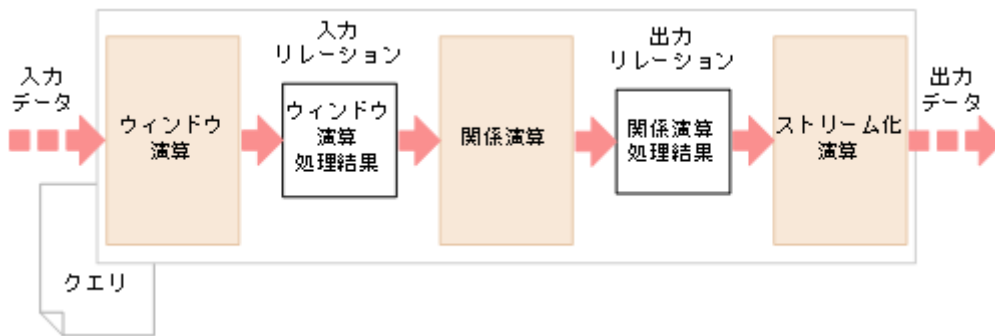 入力
データ
ウィンドウ
演算
入力
リレーション
ウィンドウ
演算
処理結果
関係演算
出力
リレーション
関係演算
処理結果
ストリーム化
演算
出力
データ
クエリ